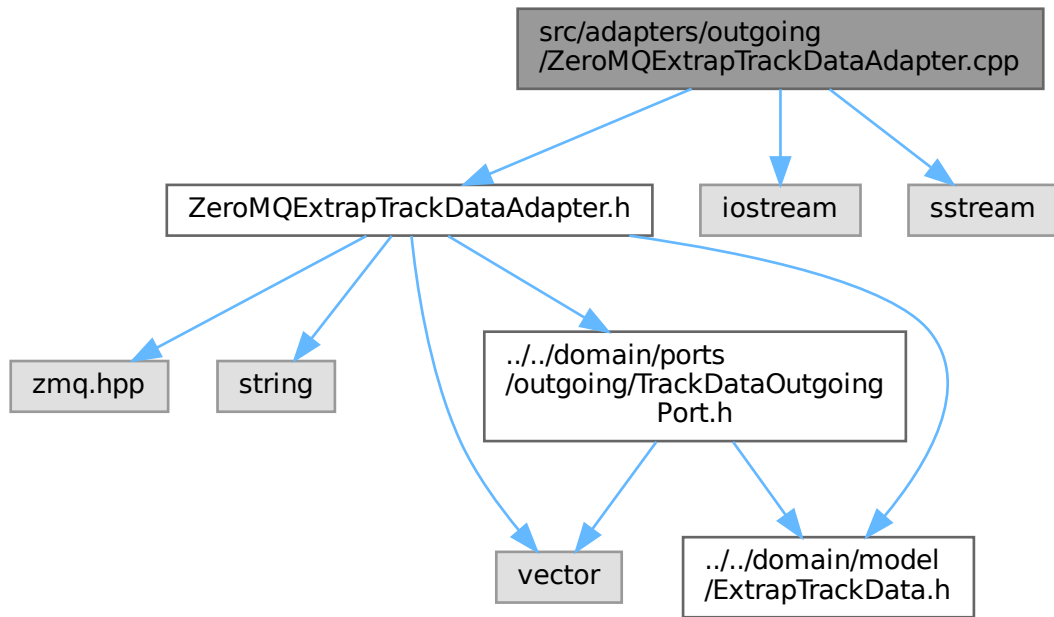 src/adapters/outgoing
/ZeroMQExtrapTrackDataAdapter.cpp
ZeroMQExtrapTrackDataAdapter.h
iostream
sstream
zmq.hpp
string
../../domain/ports
/outgoing/TrackDataOutgoing
Port.h
vector
../../domain/model
/ExtrapTrackData.h